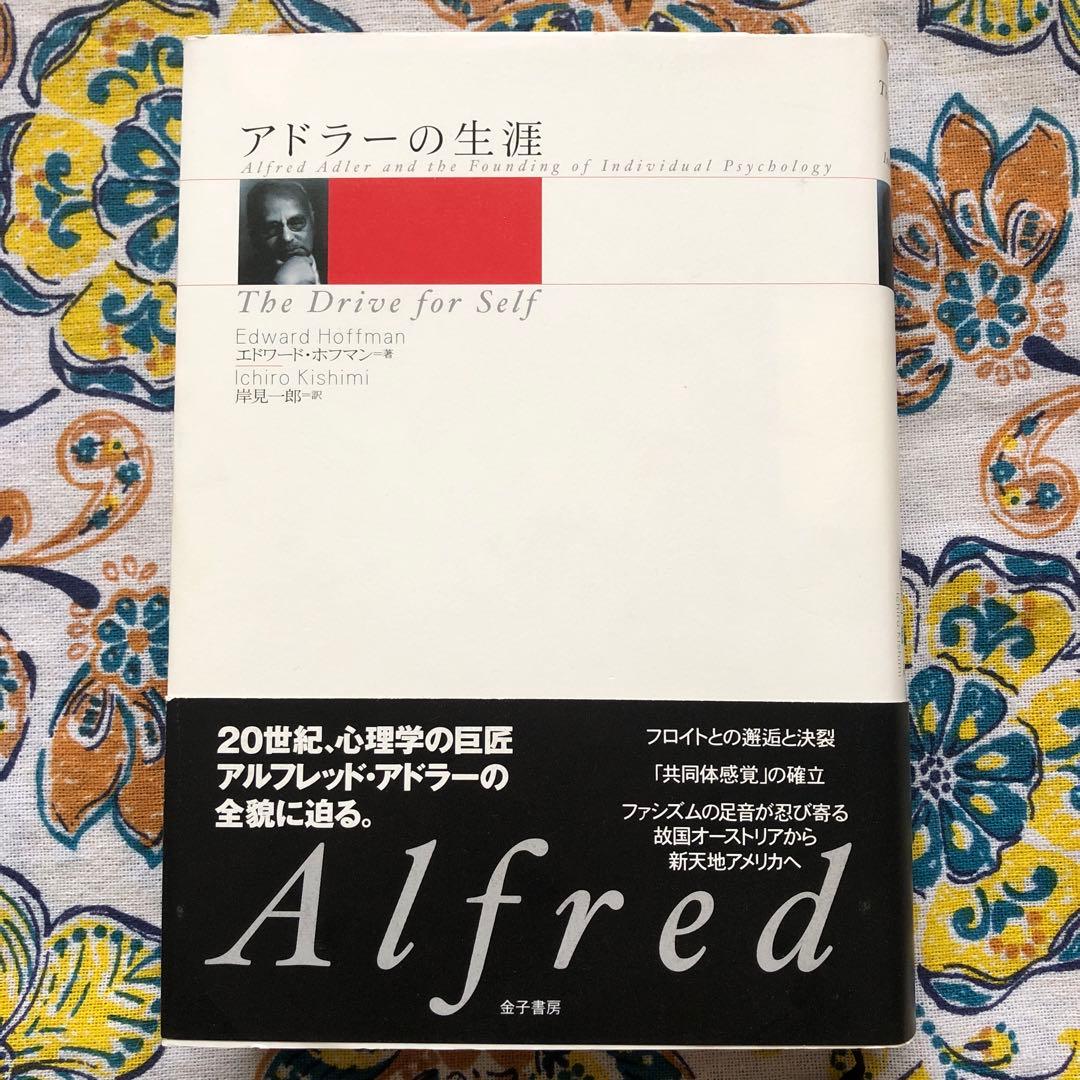 アドラーの生涯
Alfred Adler and the Founding of Individual Psychology
The Drive for Self
Edward Hoffman
エドワード・ホフマン=著
Ichiro Kishimi
岸見一郎=訳
20世紀、心理学の巨匠
アルフレッド・アドラーの
全貌に迫る。
フロイトとの邂逅と決裂
「共同体感覚」の確立
ファシズムの足音が忍び寄る
故国オーストリアから
新天地アメリカへ
Alfred
金子書房